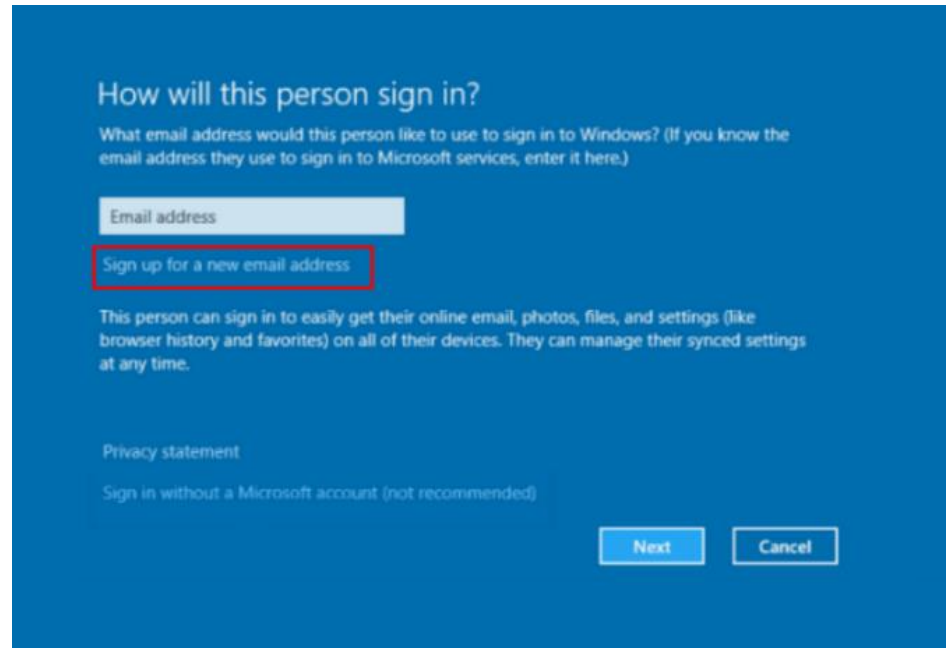 How will this person sign in?
What email address would this person like to use to sign in to Windows? (If you know the
email address they use to sign in to Microsoft services, enter it here.)
Email address
Sign up for a new email address
This person can sign in to easily get their online email, photos, files, and settings (like
browser history and favorites) on all of their devices. They can manage their synced settings
at any time.
Privacy statement
Sign in without a Microsoft account (not recommended)
Next Cancel